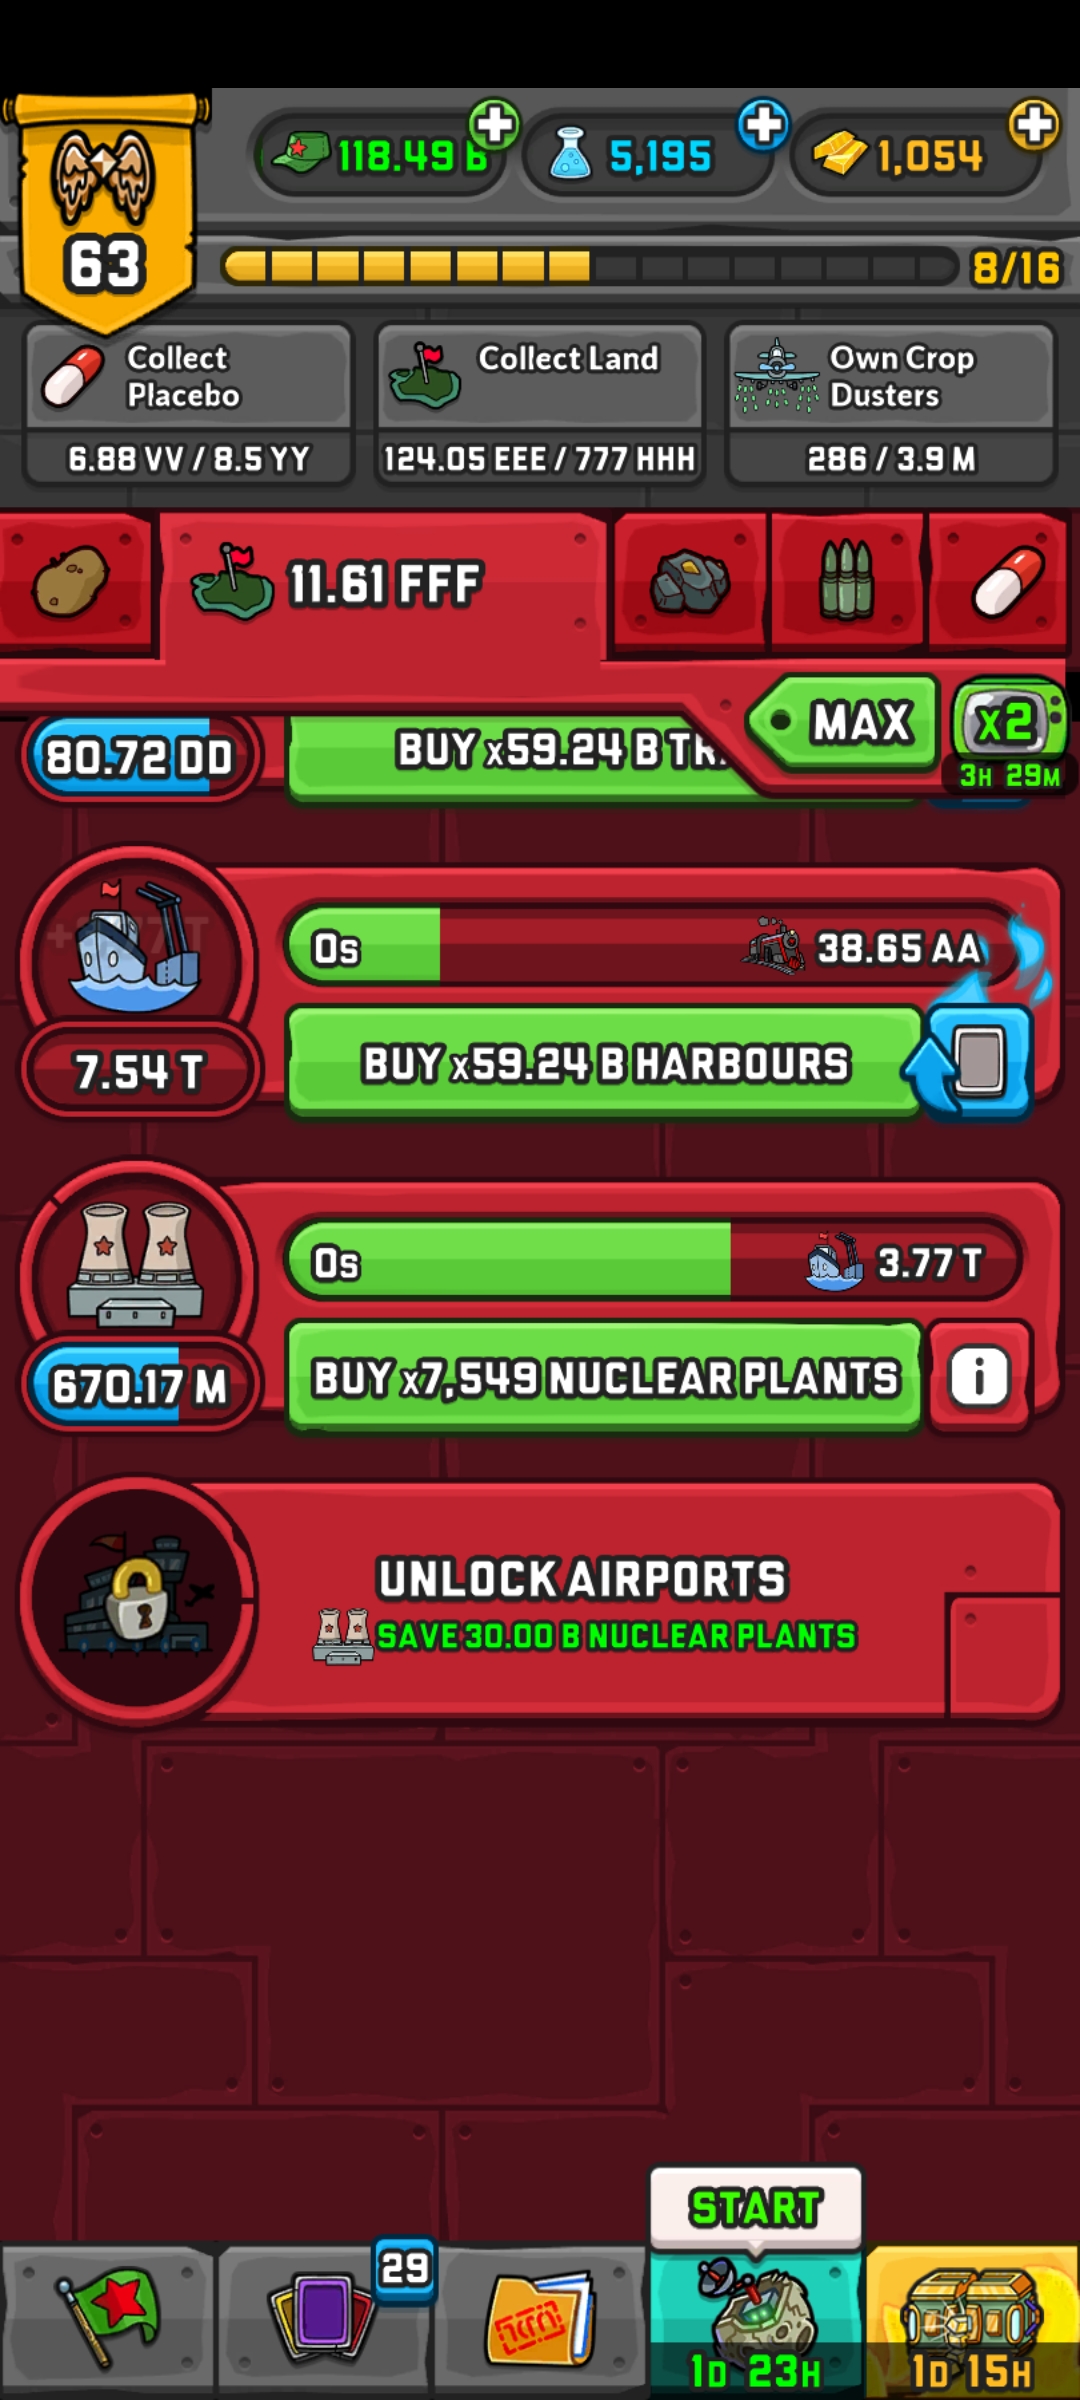 118.49 B
5,195
1,054
63
8/16
Collect
Placebo
6.88 VV / 8.5 YY
Collect Land
124.05 EEE / 777 HHH
Own Crop
Dusters
286 / 3.9 M
11.61 FFF
MAX
x2
3H 29M
80.72 DD
BUY x59.24 B TR
0s
38.65 AA
7.54 T
BUY x59.24 B HARBOURS
0s
3.77 T
670.17 M
BUY x7,549 NUCLEAR PLANTS
i
UNLOCK AIRPORTS
SAVE 30.00 B NUCLEAR PLANTS
START
29
1D 23H
1D 15H